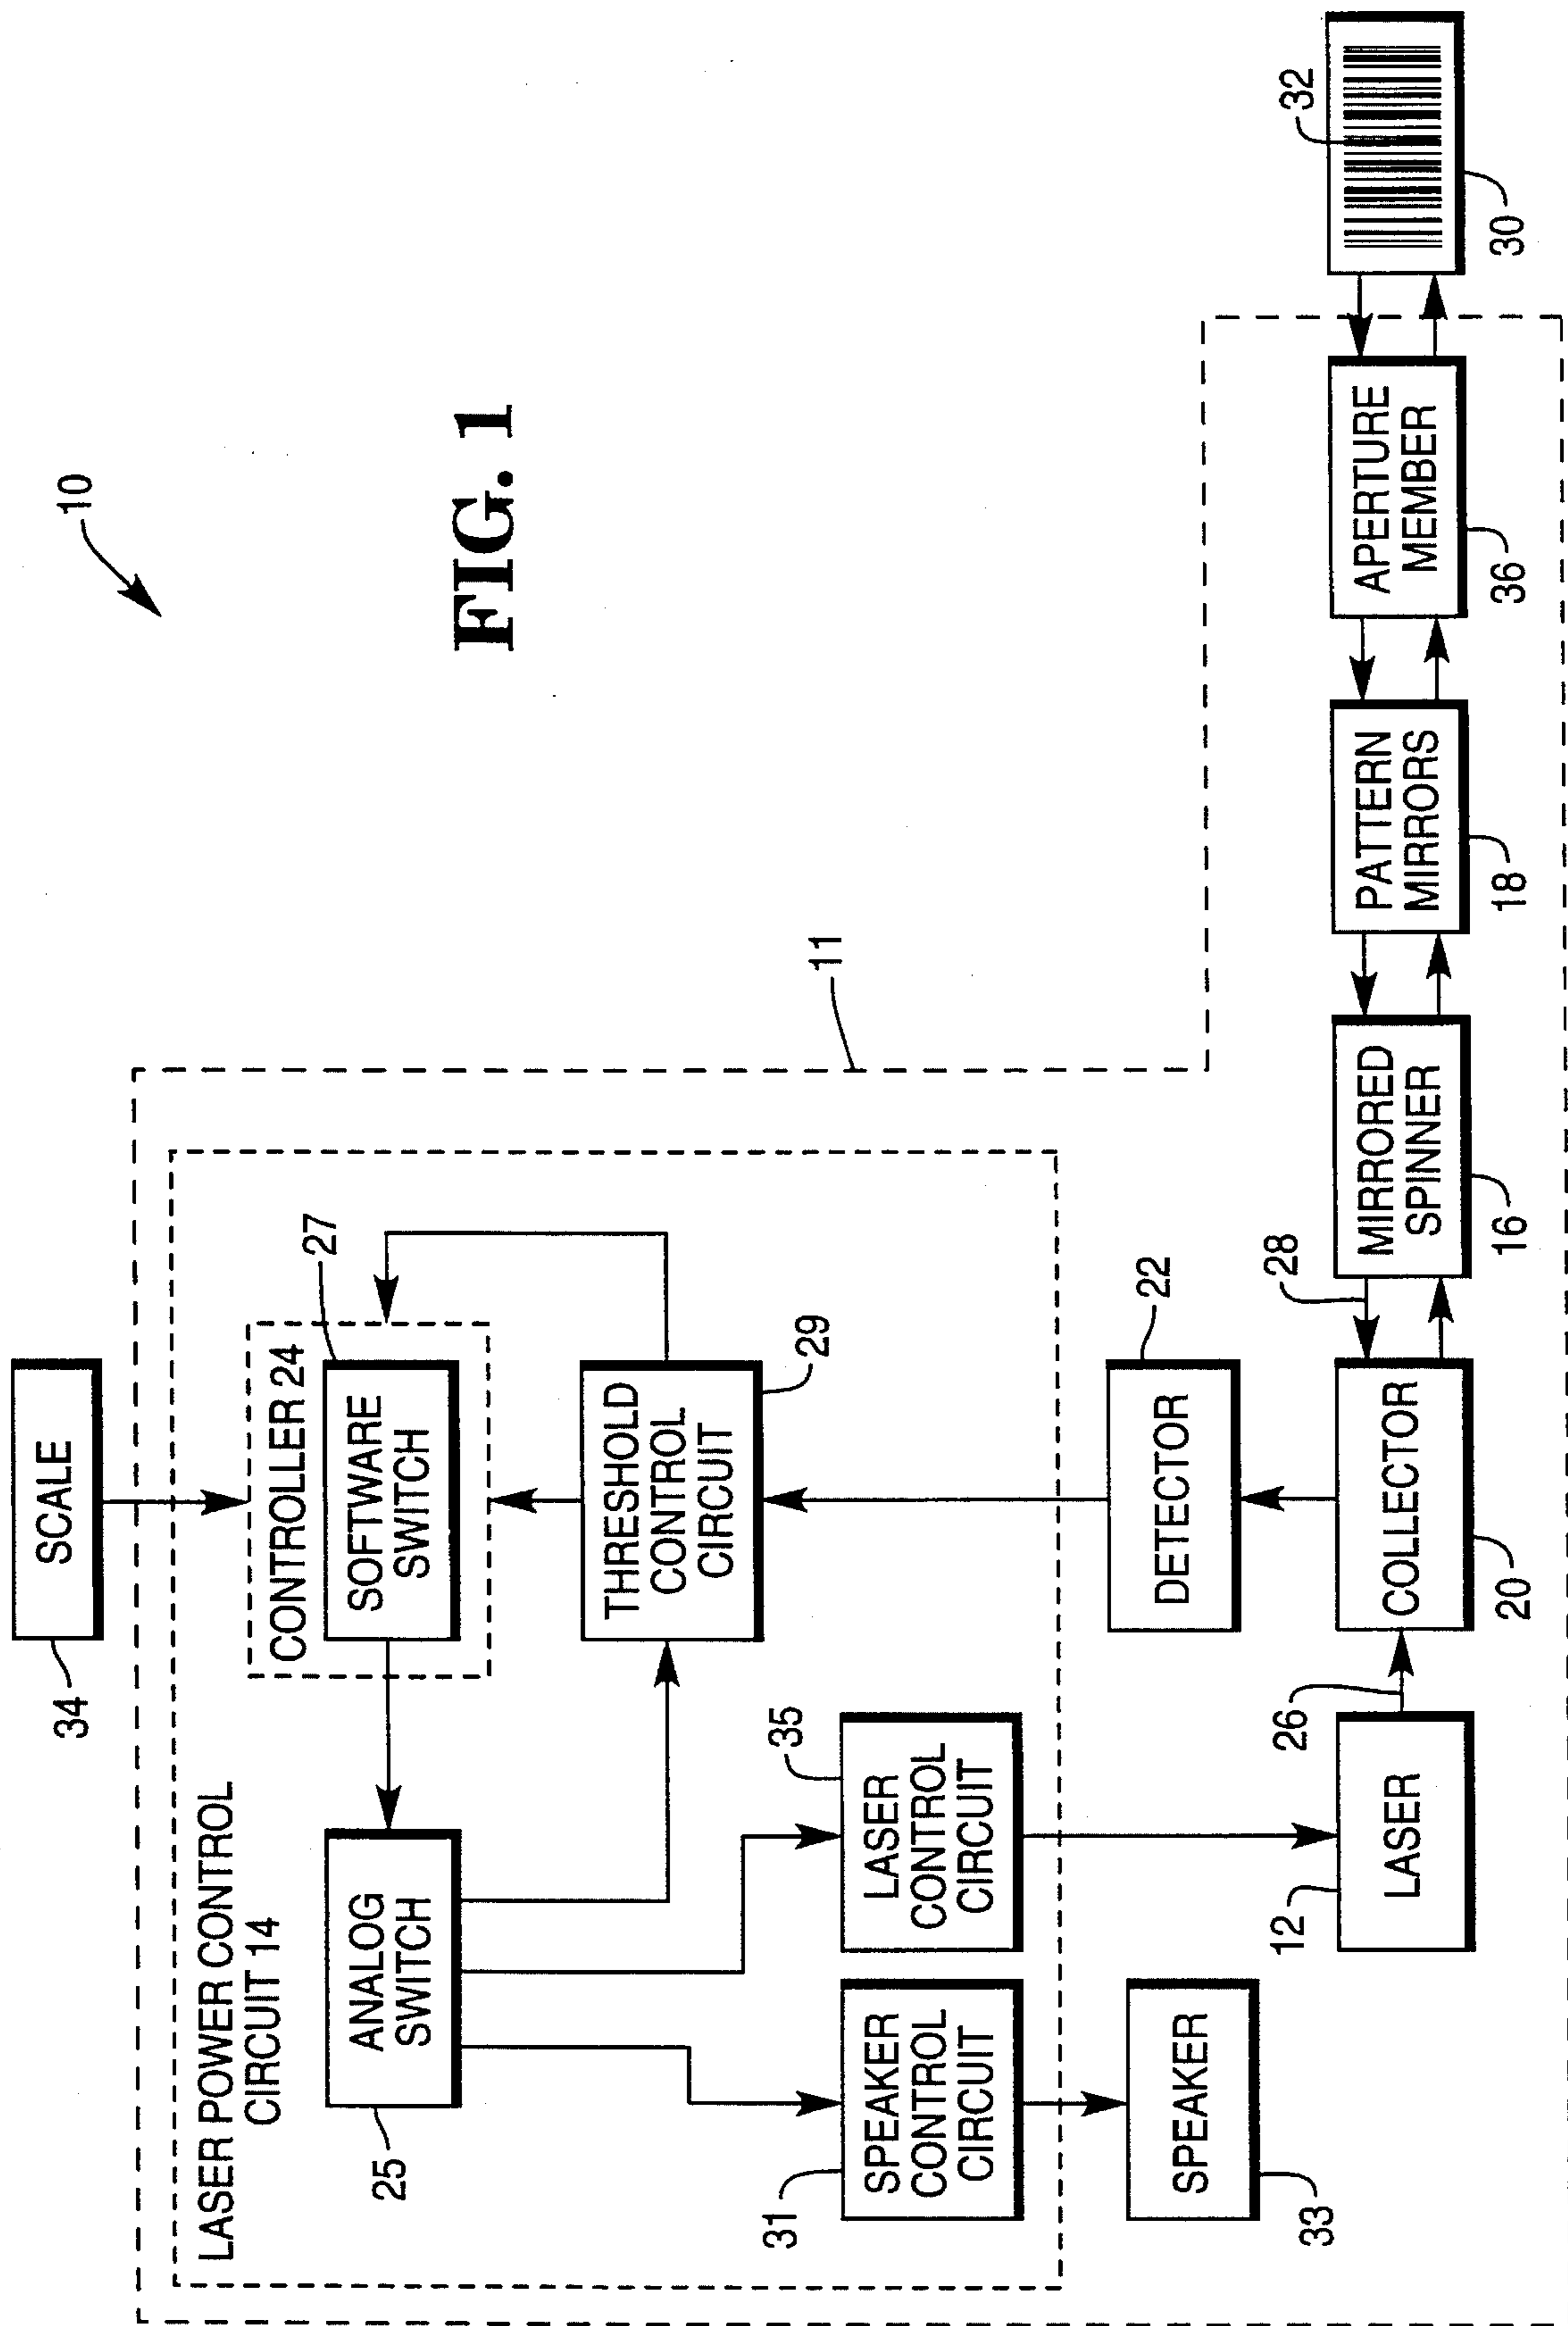 10
FIG. 1
SCALE
34
11
LASER POWER CONTROL
CIRCUIT 14
CONTROLLER 24
27
SOFTWARE
SWITCH
ANALOG
SWITCH
25
THRESHOLD
CONTROL
CIRCUIT
29
35
LASER
CONTROL
CIRCUIT
SPEAKER
CONTROL
CIRCUIT
31
SPEAKER
33
DETECTOR
22
LASER
12
26
COLLECTOR
20
28
MIRRORED
SPINNER
16
PATTERN
MIRRORS
18
APERTURE
MEMBER
36
32
30